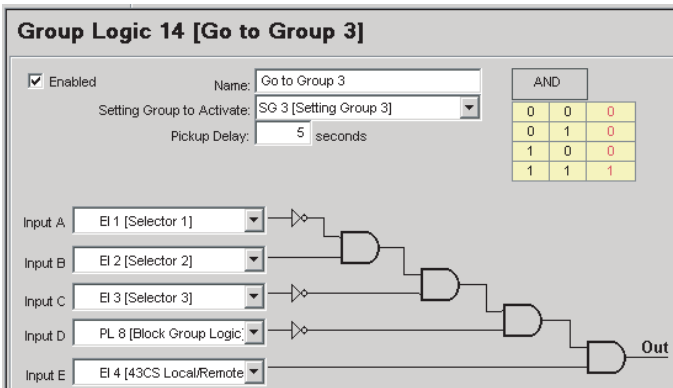 Group Logic 14 [Go to Group 3]
Enabled
Name: Go to Group 3
Setting Group to Activate: SG 3 [Setting Group 3]
Pickup Delay: 5 seconds
AND
0 0 0
0 1 0
1 0 0
1 1 1
Input A EI 1 [Selector 1]
Input B EI 2 [Selector 2]
Input C EI 3 [Selector 3]
Input D PL 8 [Block Group Logic]
Input E EI 4 [43CS Local/Remote
Out